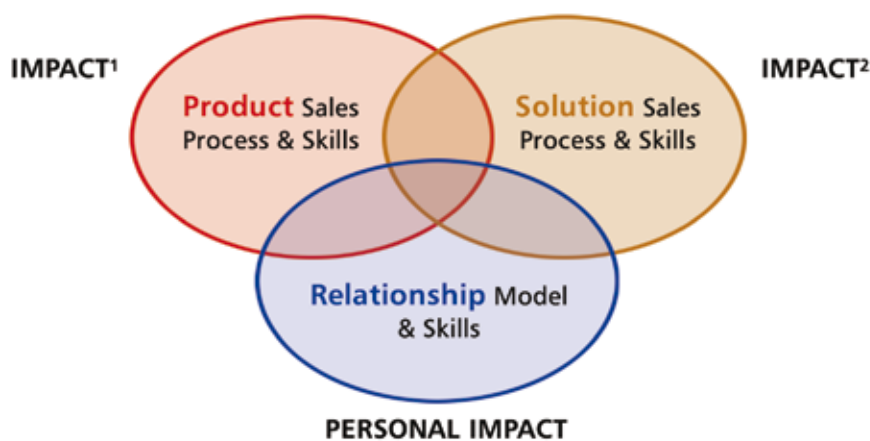 IMPACT¹
IMPACT²
Product Sales
Process & Skills
Solution Sales
Process & Skills
Relationship Model
& Skills
PERSONAL IMPACT